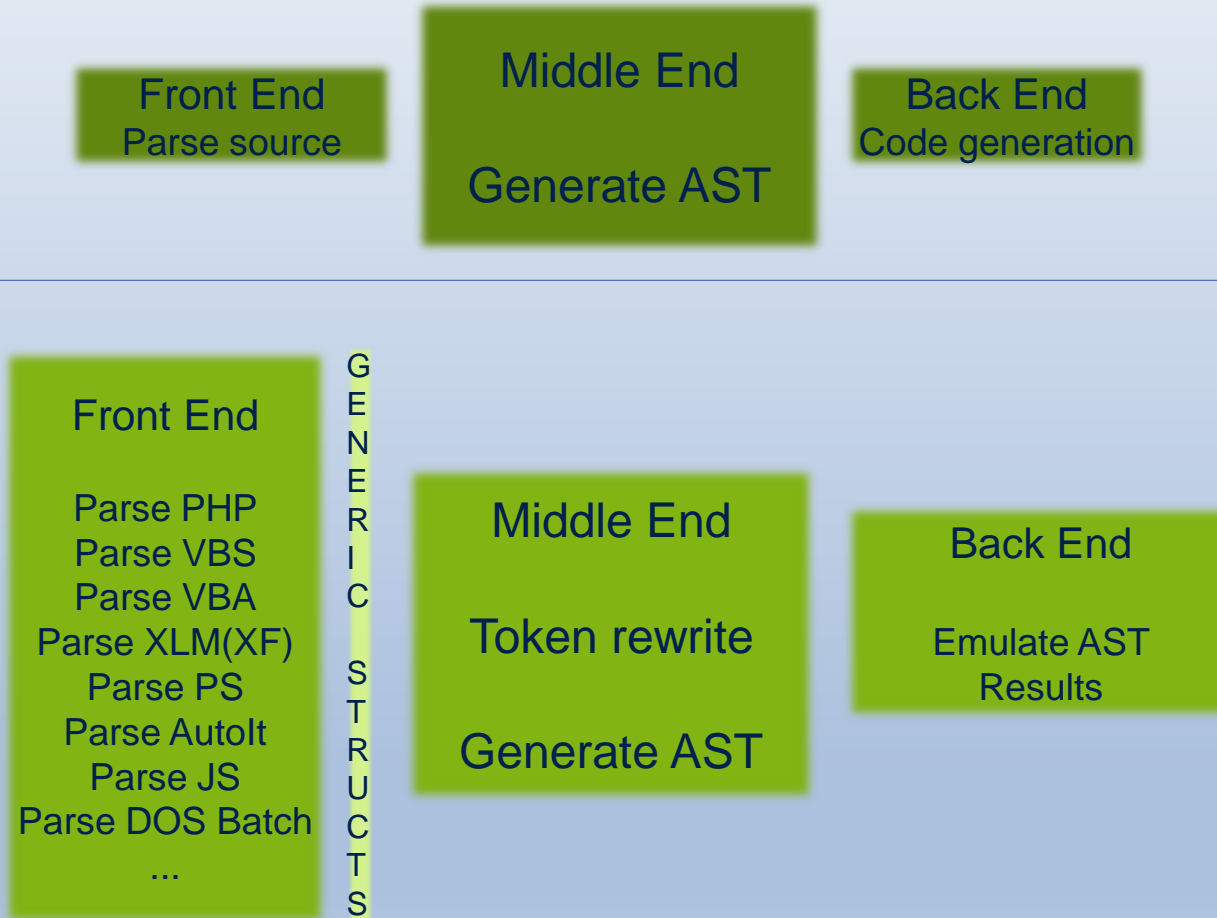 Front End
Parse source
Middle End
Generate AST
Back End
Code generation
Front End
Parse PHP
Parse VBS
Parse VBA
Parse XLM(XF)
Parse PS
Parse AutoIt
Parse JS
Parse DOS Batch
...
G
E
N
E
R
I
C
S
T
R
U
C
T
S
Middle End
Token rewrite
Generate AST
Back End
Emulate AST
Results